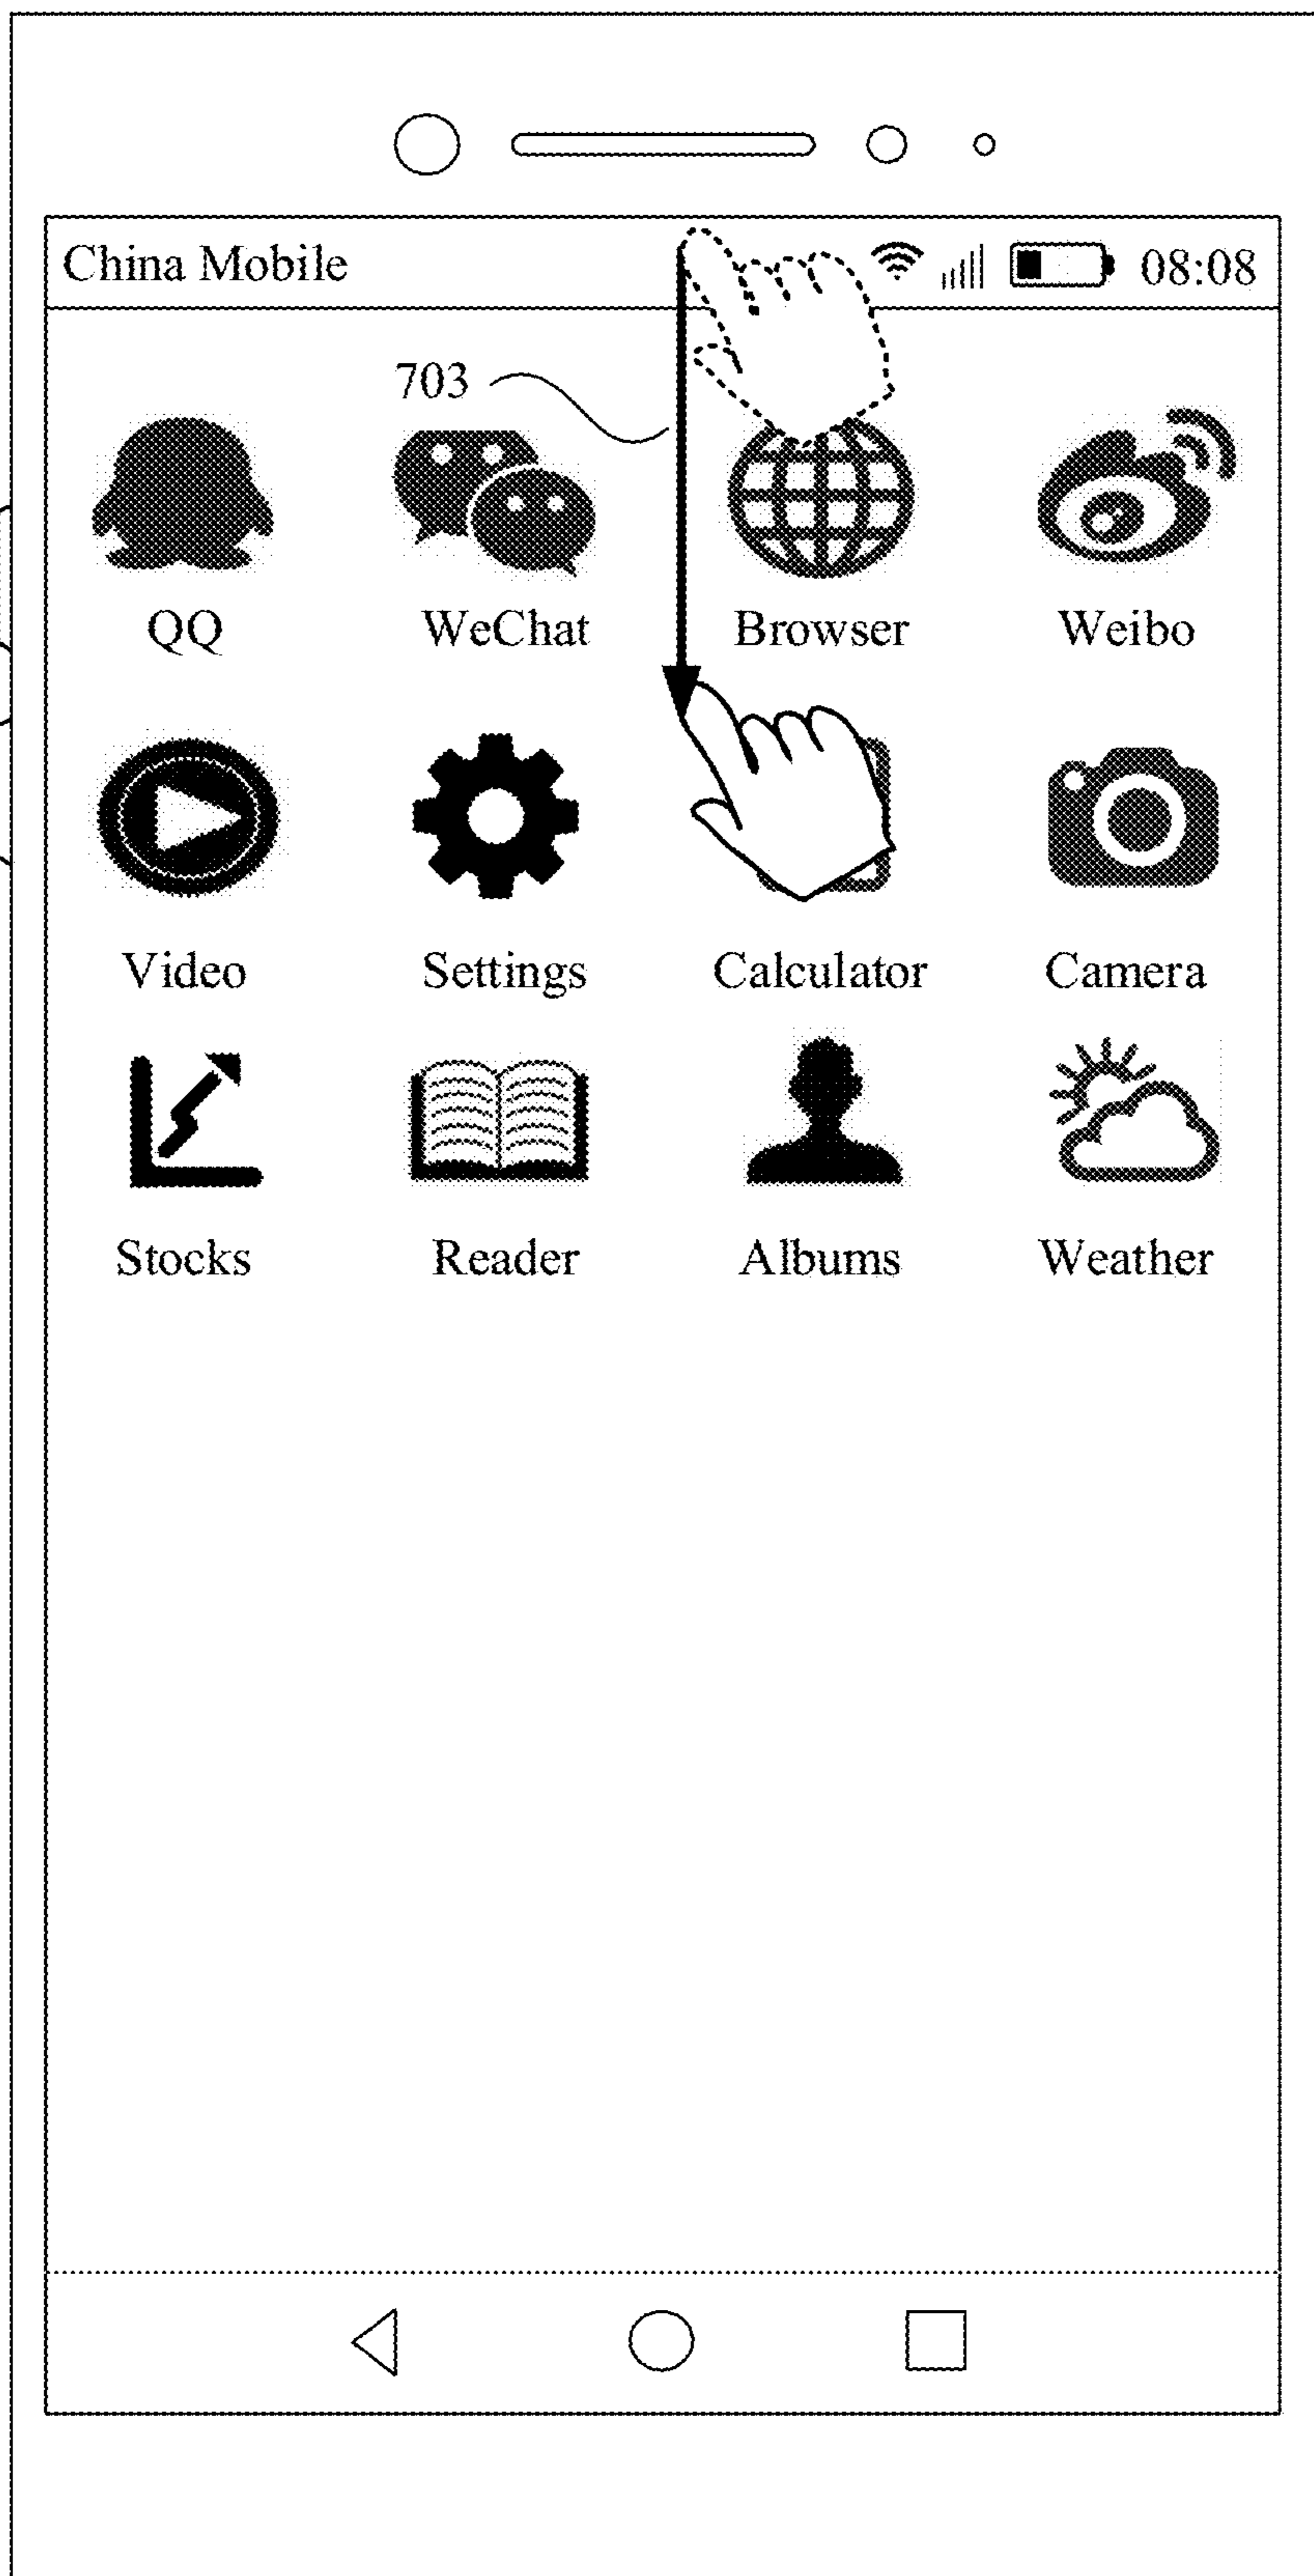 China Mobile 08:08
703
QQ WeChat Browser Weibo
Video Settings Calculator Camera
Stocks Reader Albums Weather